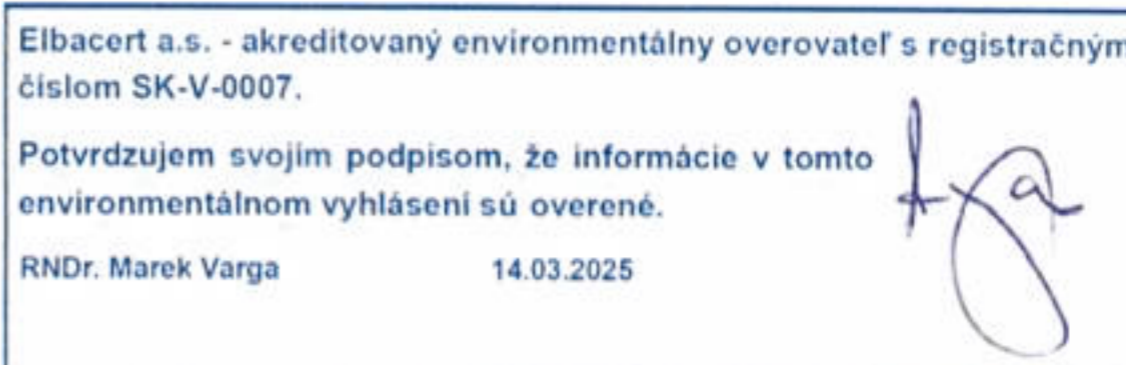 Elbacert a.s. - akreditovaný environmentálny overovateľ s registračným
číslom SK-V-0007.
Potvrdzujem svojím podpisom, že informácie v tomto
environmentálnom vyhlásení sú overené.
RNDr. Marek Varga 14.03.2025